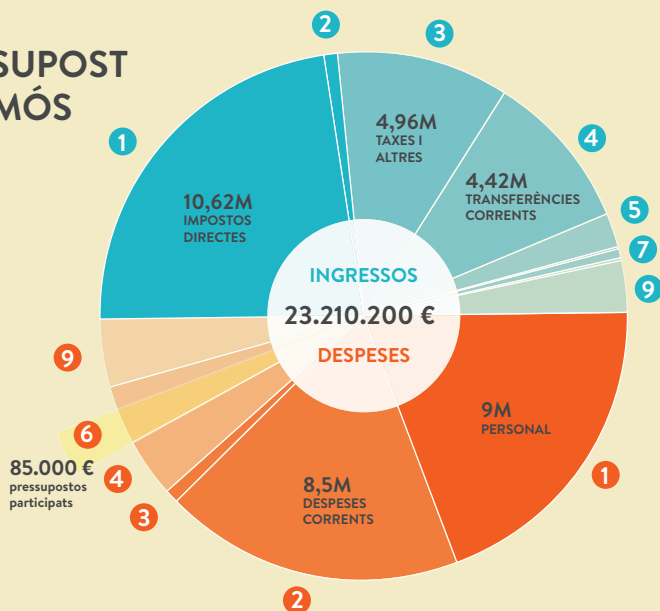 SUPOST
MÓS
2
3
1
4
4,96M
TAXES I
ALTRES
4,42M
TRANSFERÈNCIES
CORRENTS
10,62M
IMPOSTOS
DIRECTES
5
7
9
INGRESSOS
23.210.200 €
DESPESES
9
9M
PERSONAL
6
85.000 €
pressupostos
participats
4
3
8,5M
DESPESES
CORRENTS
1
2